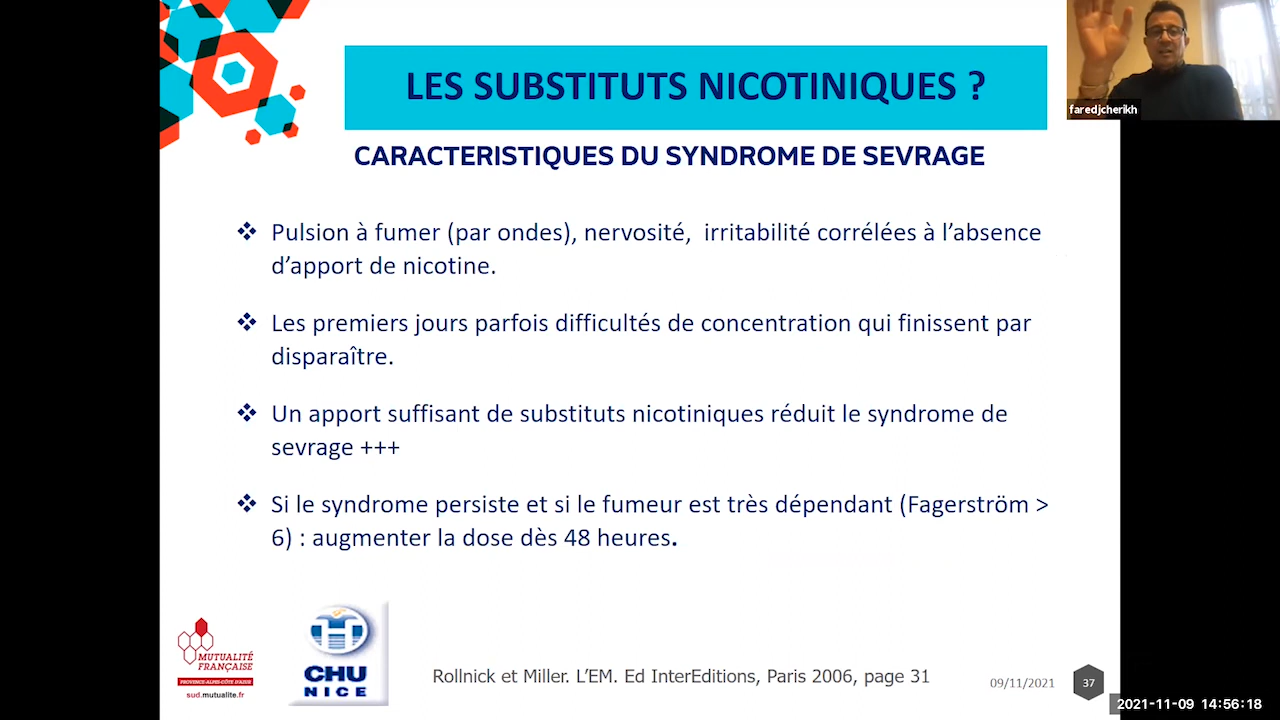 LES SUBSTITUTS NICOTINIQUES ?
faredjcherikh
CARACTERISTIQUES DU SYNDROME DE SEVRAGE
❖ Pulsion à fumer (par ondes), nervosité, irritabilité corrélées à l’absence
d’apport de nicotine.
❖ Les premiers jours parfois difficultés de concentration qui finissent par
disparaître.
❖ Un apport suffisant de substituts nicotiniques réduit le syndrome de
sevrage +++
❖ Si le syndrome persiste et si le fumeur est très dépendant (Fagerström >
6) : augmenter la dose dès 48 heures.
MUTUALITÉ
FRANÇAISE
PROVENCE-ALPES-CÔTE D'AZUR
sud.mutualite.fr
CHU
NICE
Rollnick et Miller. L’EM. Ed InterEditions, Paris 2006, page 31
09/11/2021
37
2021-11-09 14:56:18